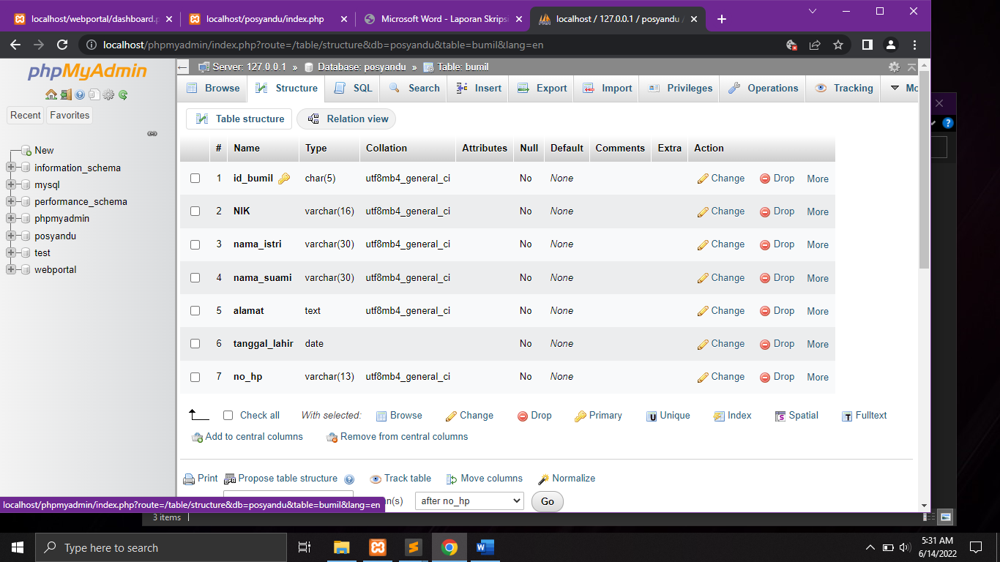 localhost/webportal/dashboard.p
localhost/posyandu/index.php
Microsoft Word - Laporan Skrips
localhost / 127.0.0.1 / posyandu /
localhost/phpmyadmin/index.php?route=/table/structure&db=posyandu&table=bumil&lang=en
phpMyAdmin
Recent Favorites
New
information_schema
mysql
performance_schema
phpmyadmin
posyandu
test
webportal
Server: 127.0.0.1 » Database: posyandu » Table: bumil
Browse Structure SQL Search Insert Export Import Privileges Operations Tracking Mo
Table structure Relation view
# Name Type Collation Attributes Null Default Comments Extra Action
1 id_bumil char(5) utf8mb4_general_ci No None Change Drop More
2 NIK varchar(16) utf8mb4_general_ci No None Change Drop More
3 nama_istri varchar(30) utf8mb4_general_ci No None Change Drop More
4 nama_suami varchar(30) utf8mb4_general_ci No None Change Drop More
5 alamat text utf8mb4_general_ci No None Change Drop More
6 tanggal_lahir date No None Change Drop More
7 no_hp varchar(13) utf8mb4_general_ci No None Change Drop More
Check all With selected: Browse Change Drop Primary Unique Index Spatial Fulltext
Add to central columns Remove from central columns
Print Propose table structure Track table Move columns Normalize
n(s) after no_hp Go
localhost/phpmyadmin/index.php?route=/table/structure&db=posyandu&table=bumil&lang=en
3 items
Type here to search
5:31 AM
6/14/2022